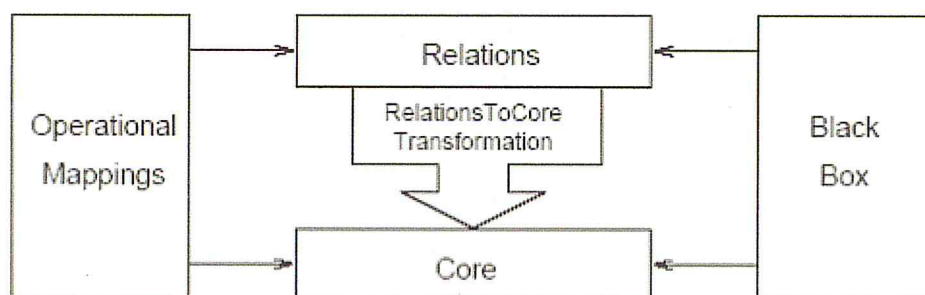 Relations
RelationsToCore
Transformation
Operational
Mappings
Black
Box
Core